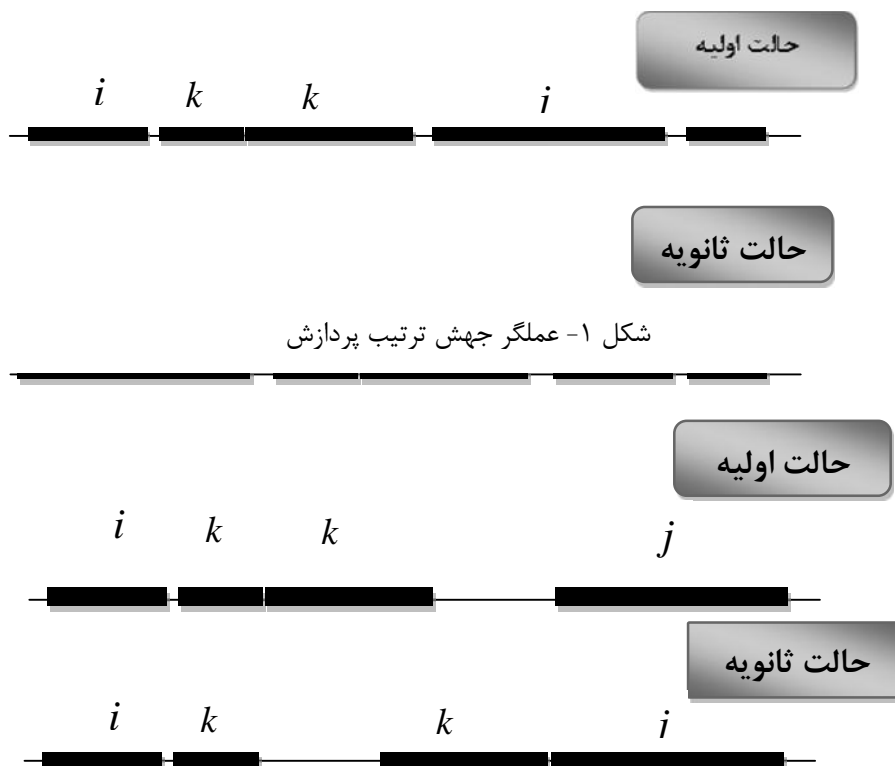 حالت اولیه
i k k j
حالت ثانویه
شکل ۱- عملگر جهش ترتیب پردازش
حالت اولیه
i k k j
حالت ثانویه
i k k j